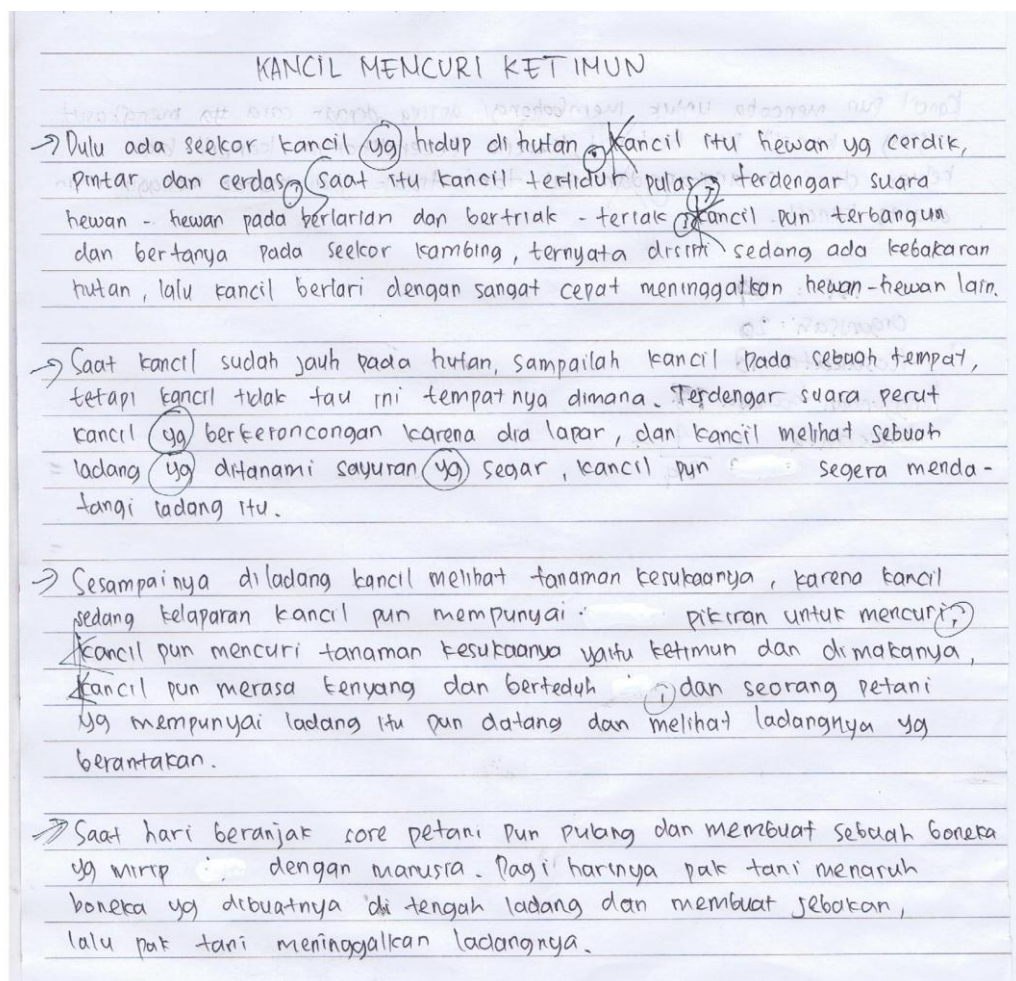 KANCIL MENCURI KETIMUN
Dulu ada seekor kancil yg hidup di hutan. Kancil itu hewan yg cerdik,
pintar dan cerdas, saat itu kancil tertidur pulas, terdengar suara
hewan - hewan pada berlarian dan bertriak - teriak, kancil pun terbangun
dan bertanya pada seekor kambing, ternyata disini sedang ada kebakaran
hutan, lalu kancil berlari dengan sangat cepat meninggalkan hewan-hewan lain.
Saat kancil sudah jauh pada hutan, sampailah kancil pada sebuah tempat,
tetapi kancil tidak tau ini tempatnya dimana. Terdengar suara perut
kancil yg berkeroncongan karena dia lapar, dan kancil melihat sebuah
ladang yg ditanami sayuran yg segar, kancil pun segera menda-
tangi ladang itu.
Sesampainya diladang kancil melihat tanaman kesukaanya, karena kancil
sedang kelaparan kancil pun mempunyai pikiran untuk mencuri,
kancil pun mencuri tanaman kesukaanya yaitu ketimun dan dimakanya,
kancil pun merasa kenyang dan berteduh, dan seorang petani
yg mempunyai ladang itu pun datang dan melihat ladangnya yg
berantakan.
Saat hari beranjak sore petani pun pulang dan membuat sebuah boneka
yg mirip dengan manusia. Pagi harinya pak tani menaruh
boneka yg dibuatnya di tengah ladang dan membuat jebakan,
lalu pak tani meninggalkan ladangnya.